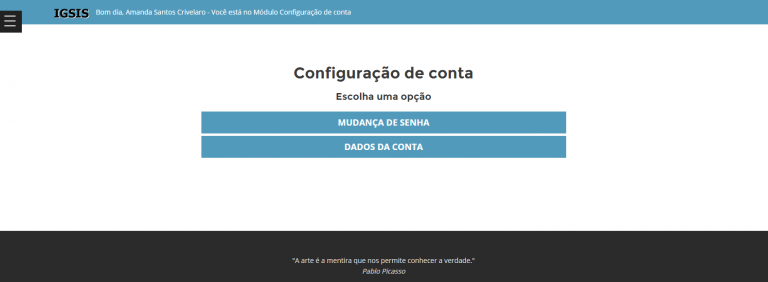 IGSIS Bom dia, Amanda Santos Crivelaro - Você está no Módulo Configuração de conta
Configuração de conta
Escolha uma opção
MUDANÇA DE SENHA
DADOS DA CONTA
"A arte é a mentira que nos permite conhecer a verdade."
Pablo Picasso